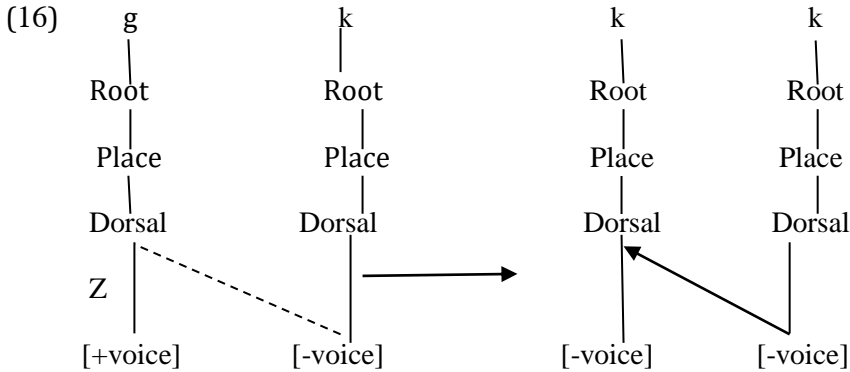 (16) g k k k
Root Root Root Root
Place Place Place Place
Dorsal Dorsal Dorsal Dorsal
Z
[+voice] [-voice] [-voice] [-voice]